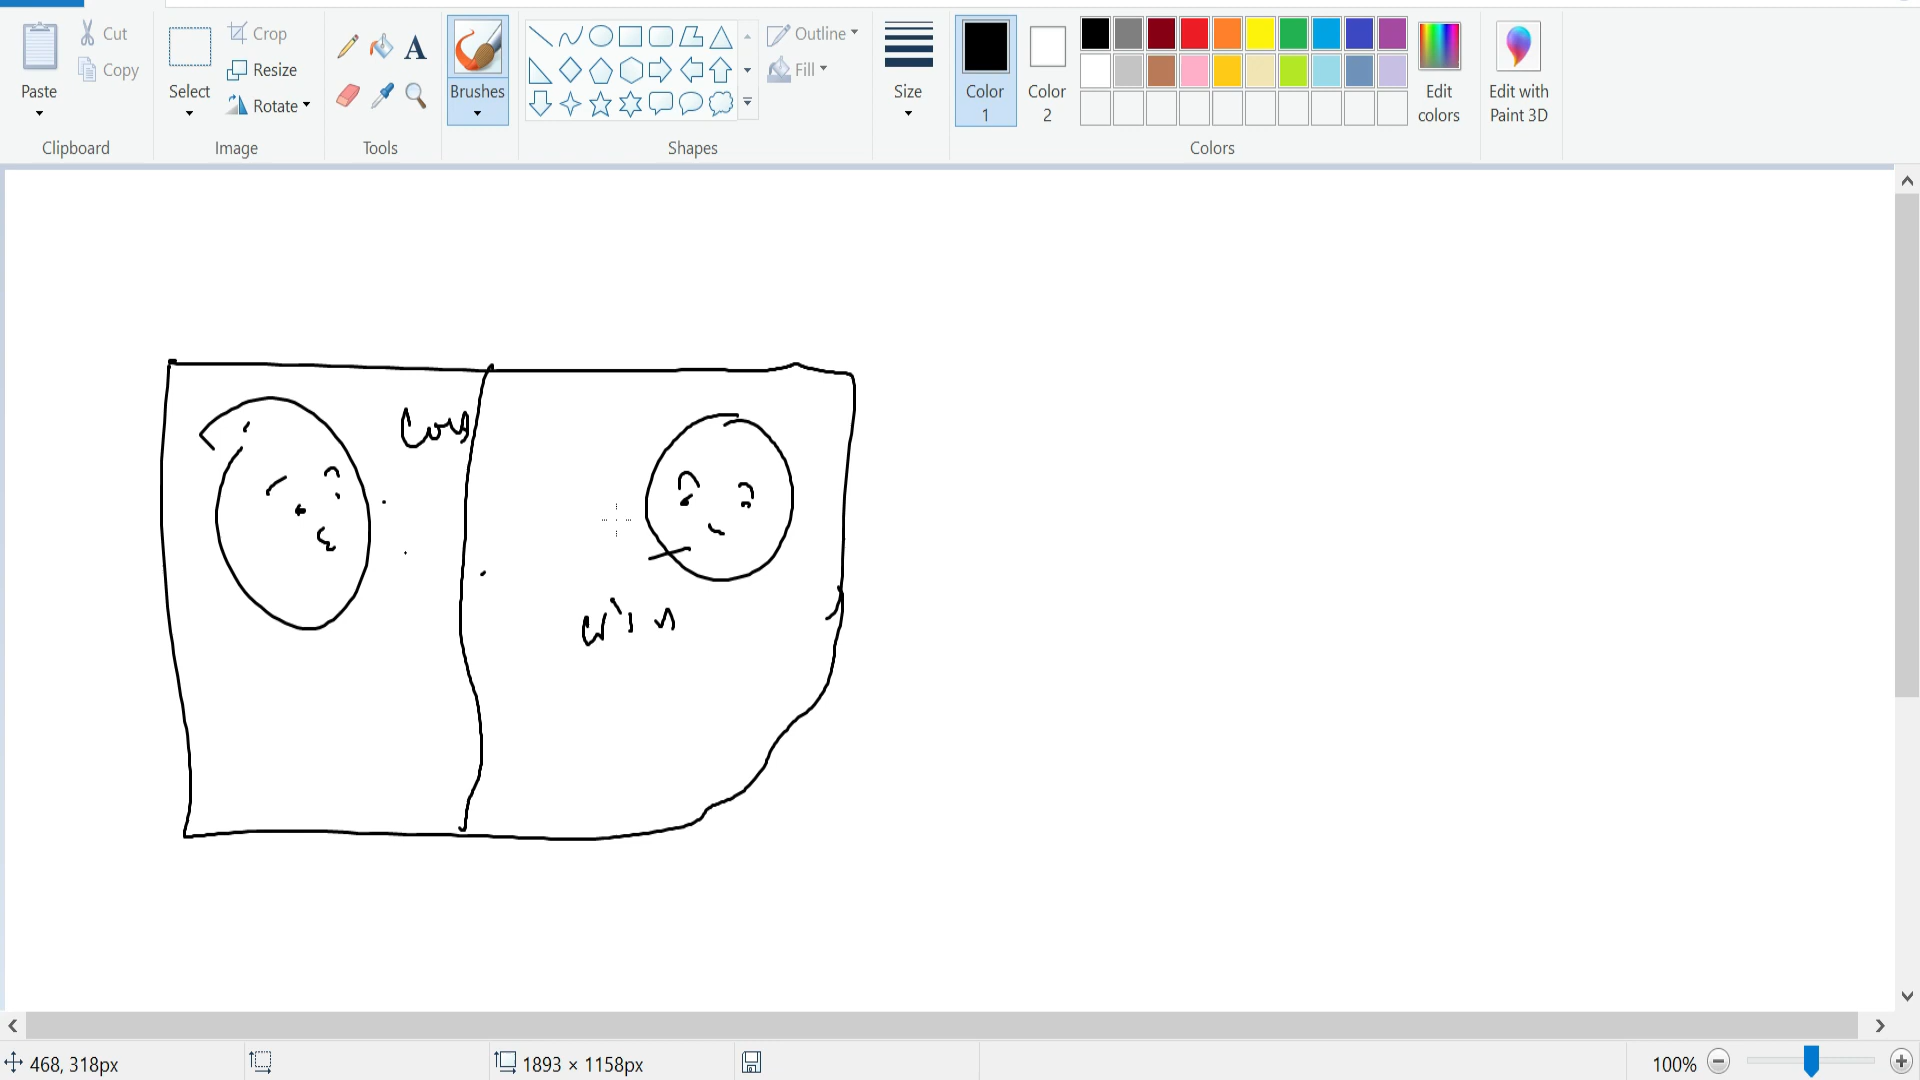 Cut
Copy
Paste
Clipboard
Select
Crop
Resize
Rotate
Image
Tools
Brushes
Shapes
Outline
Fill
Size
Color
1
Color
2
Colors
Edit
colors
Edit with
Paint 3D
win
468, 318px
1893 × 1158px
100%